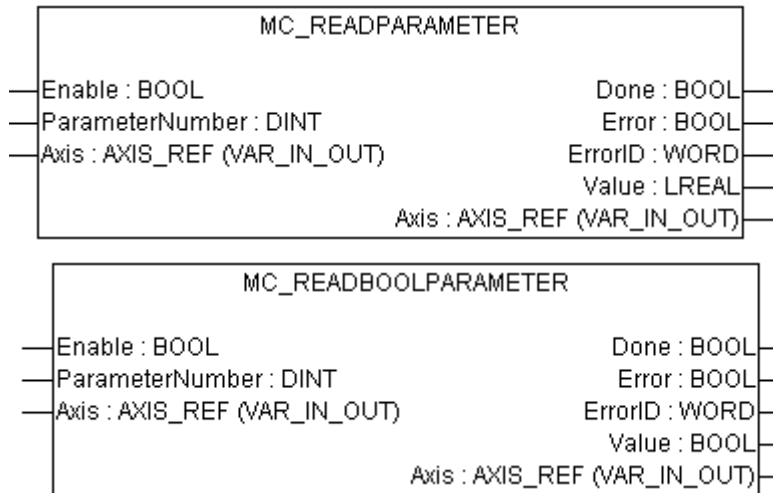 MC_READPARAMETER
Enable : BOOL Done : BOOL
ParameterNumber : DINT Error : BOOL
Axis : AXIS_REF (VAR_IN_OUT) ErrorID : WORD
Value : LREAL
Axis : AXIS_REF (VAR_IN_OUT)
MC_READBOOLPARAMETER
Enable : BOOL Done : BOOL
ParameterNumber : DINT Error : BOOL
Axis : AXIS_REF (VAR_IN_OUT) ErrorID : WORD
Value : BOOL
Axis : AXIS_REF (VAR_IN_OUT)